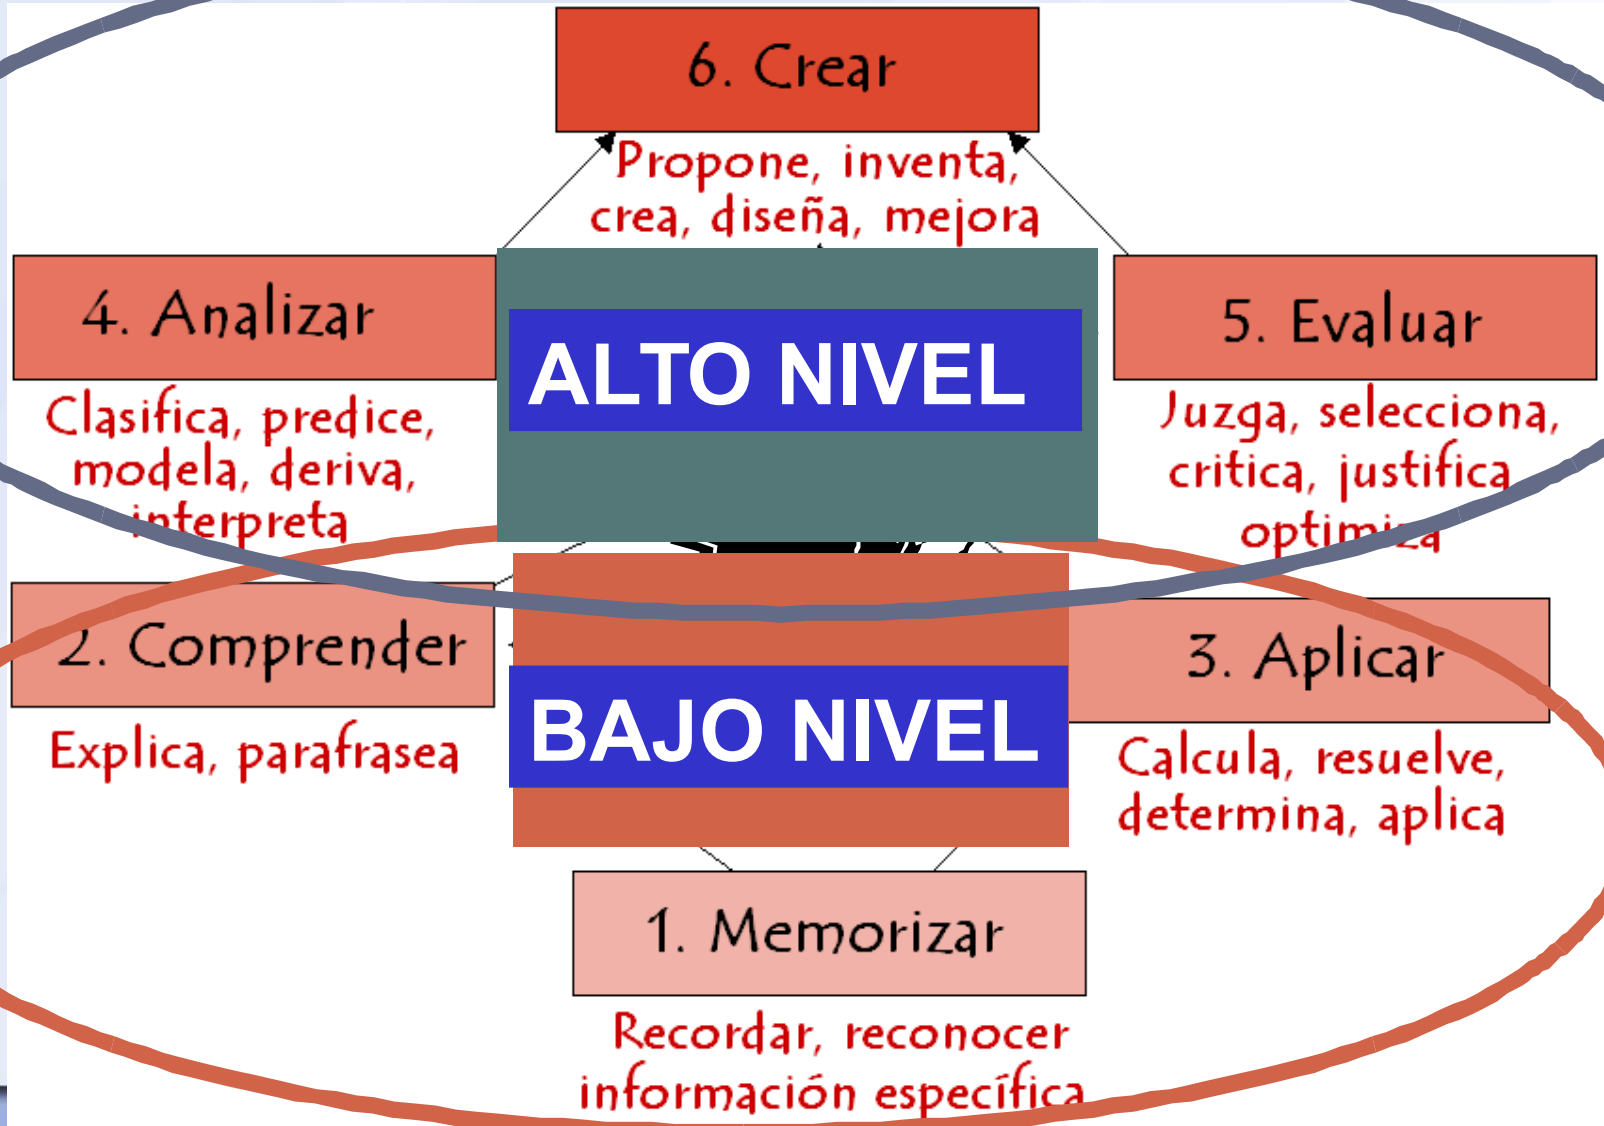 6. Crear
Propone, inventa,
crea, diseña, mejora
4. Analizar
Clasifica, predice,
modela, deriva,
interpreta
ALTO NIVEL
5. Evaluar
Juzga, selecciona,
critica, justifica
optimiza
2. Comprender
Explica, parafrasea
BAJO NIVEL
3. Aplicar
Calcula, resuelve,
determina, aplica
1. Memorizar
Recordar, reconocer
información específica